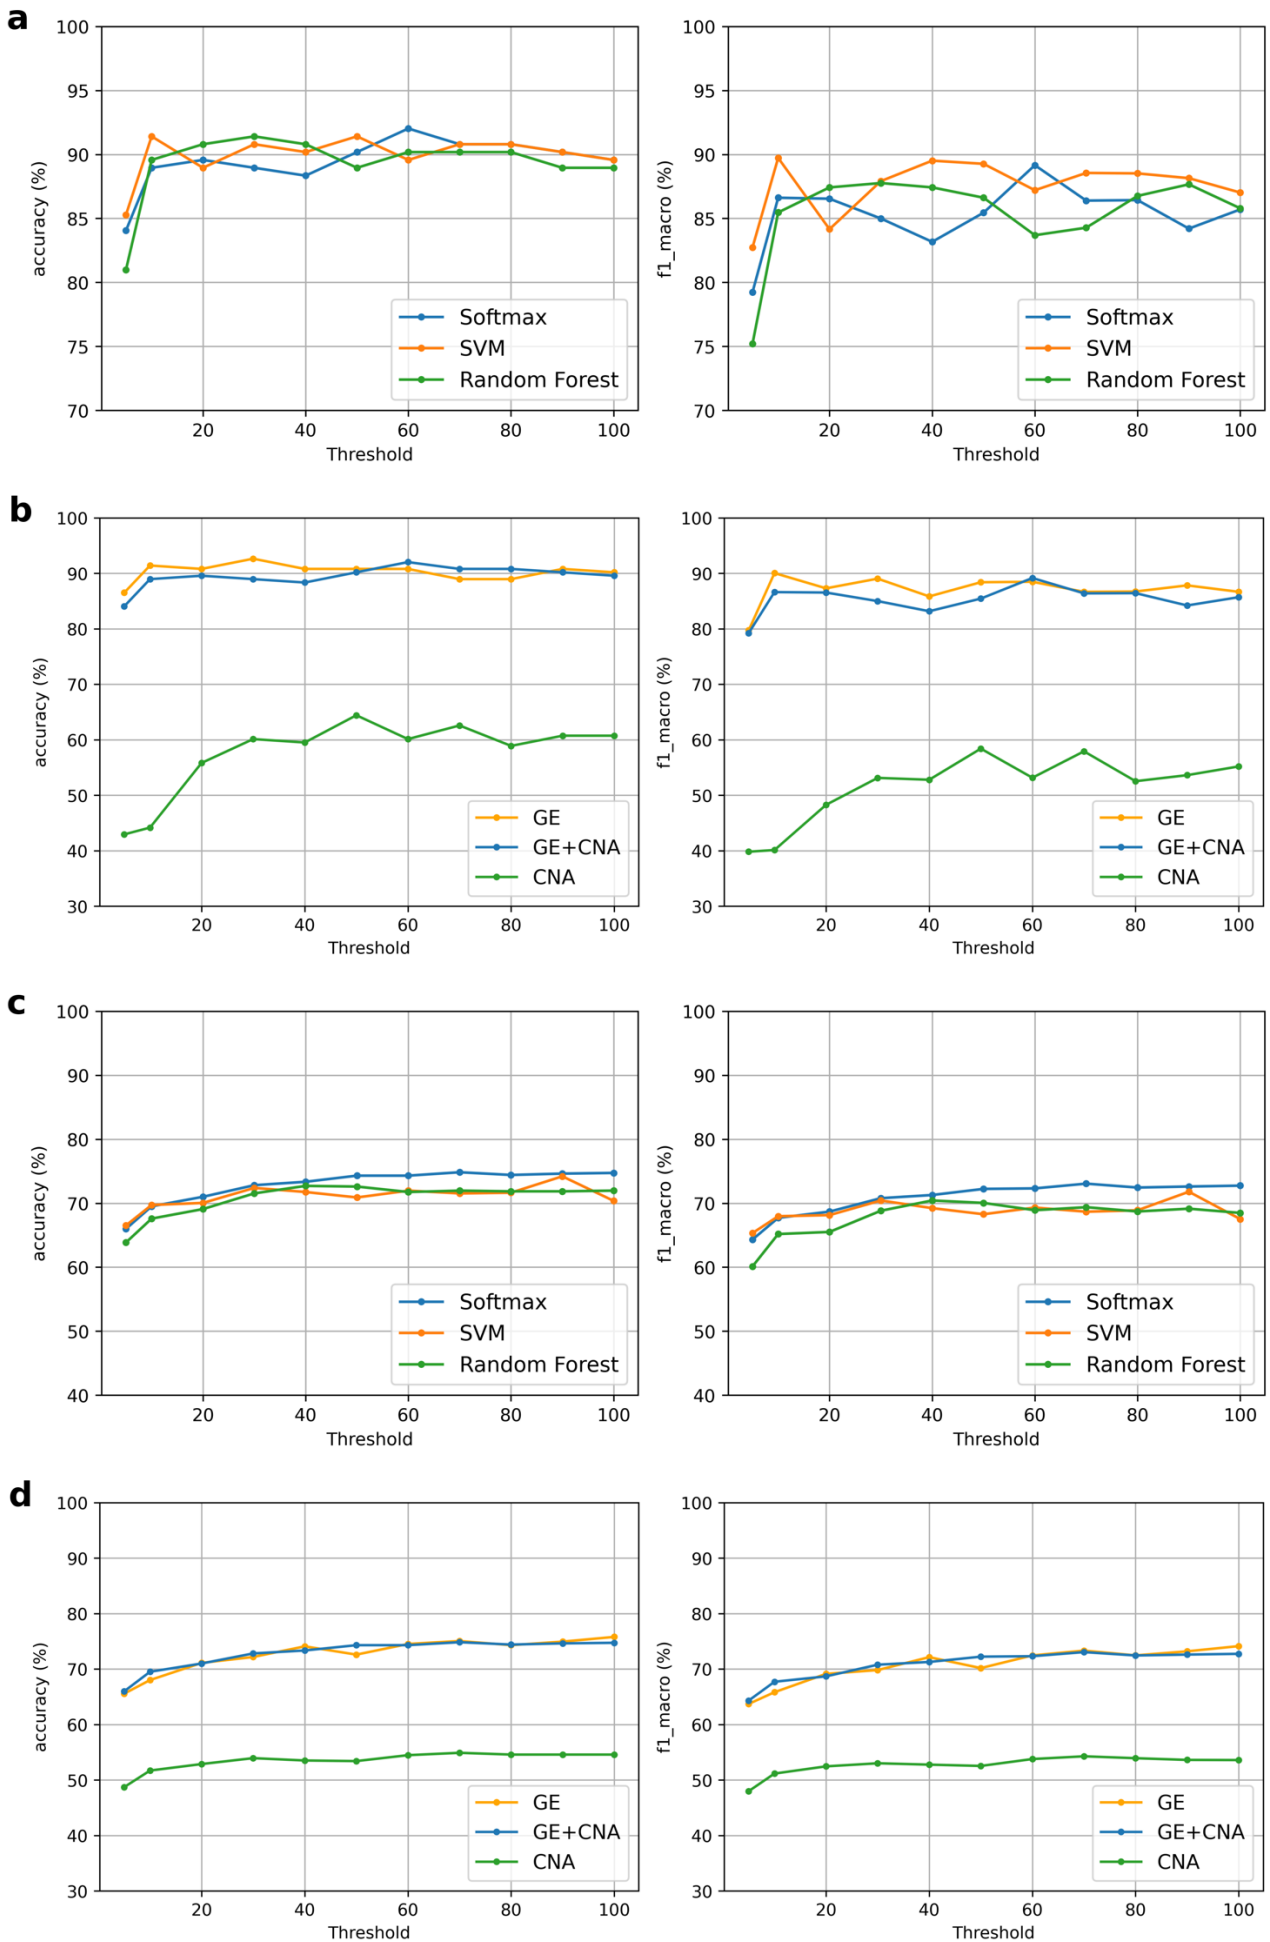 a
100
95
90
85
80
75
70
accuracy (%)
20 40 60 80 100
Threshold
Softmax
SVM
Random Forest
100
95
90
85
80
75
70
f1_macro (%)
20 40 60 80 100
Threshold
Softmax
SVM
Random Forest
b
100
90
80
70
60
50
40
30
accuracy (%)
20 40 60 80 100
Threshold
GE
GE+CNA
CNA
100
90
80
70
60
50
40
30
f1_macro (%)
20 40 60 80 100
Threshold
GE
GE+CNA
CNA
c
100
90
80
70
60
50
40
accuracy (%)
20 40 60 80 100
Threshold
Softmax
SVM
Random Forest
100
90
80
70
60
50
40
f1_macro (%)
20 40 60 80 100
Threshold
Softmax
SVM
Random Forest
d
100
90
80
70
60
50
40
30
accuracy (%)
20 40 60 80 100
Threshold
GE
GE+CNA
CNA
100
90
80
70
60
50
40
30
f1_macro (%)
20 40 60 80 100
Threshold
GE
GE+CNA
CNA